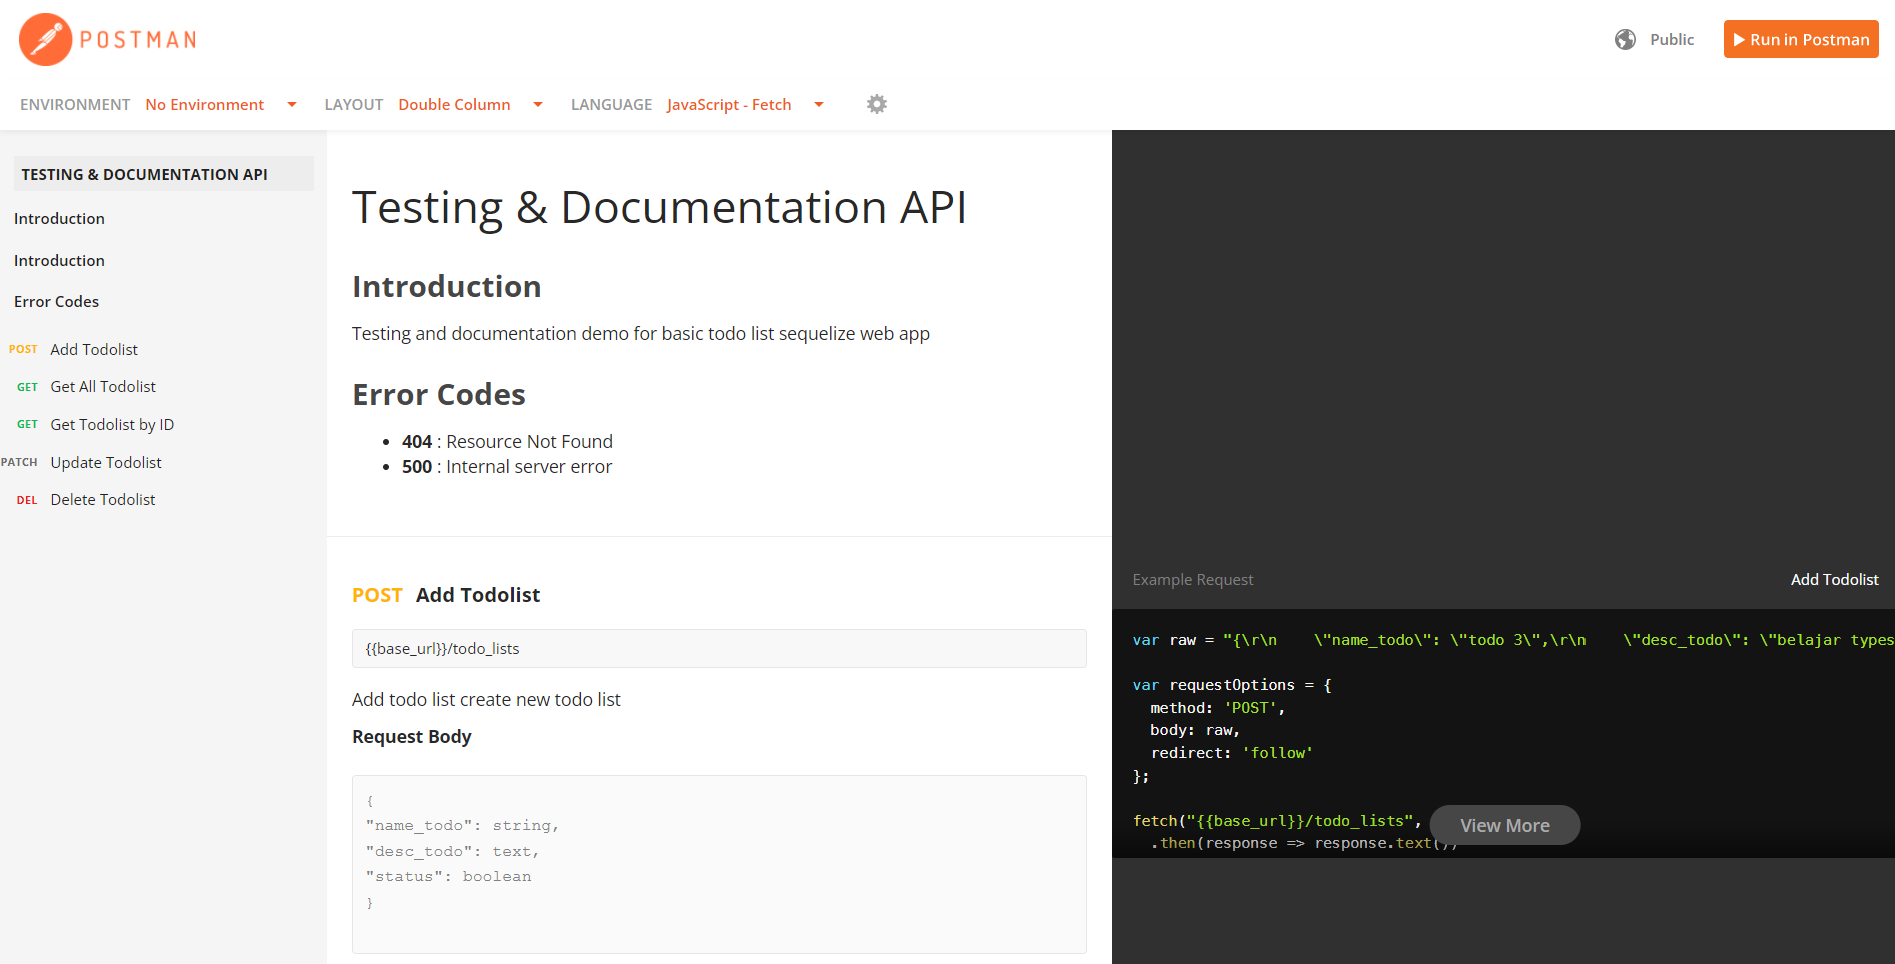 POSTMAN
Public
Run in Postman
ENVIRONMENT No Environment LAYOUT Double Column LANGUAGE JavaScript - Fetch
TESTING & DOCUMENTATION API
Introduction
Introduction
Error Codes
POST Add Todolist
GET Get All Todolist
GET Get Todolist by ID
PATCH Update Todolist
DEL Delete Todolist
Testing & Documentation API
Introduction
Testing and documentation demo for basic todo list sequelize web app
Error Codes
404 : Resource Not Found
500 : Internal server error
POST Add Todolist
{{base_url}}/todo_lists
Add todo list create new todo list
Request Body
{
"name_todo": string,
"desc_todo": text,
"status": boolean
}
Example Request
Add Todolist
var raw = "{\r\n    \"name_todo\": \"todo 3\",\r\n    \"desc_todo\": \"belajar types
var requestOptions = {
method: 'POST',
body: raw,
redirect: 'follow'
};
fetch("{{base_url}}/todo_lists",
.then(response => response.text())
View More